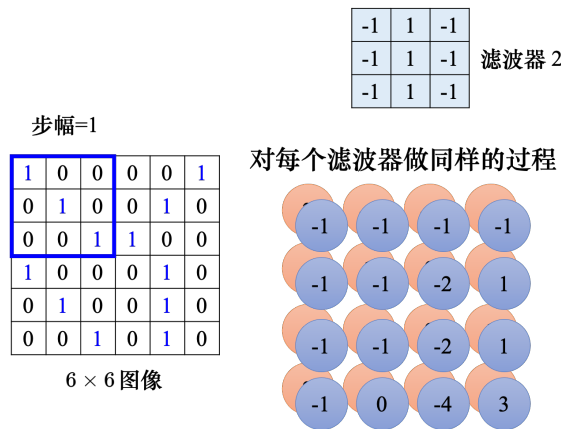 -1 1 -1
-1 1 -1
-1 1 -1
滤波器 2
步幅=1
对每个滤波器做同样的过程
1 0 0 0 0 1
0 1 0 0 1 0
0 0 1 1 0 0
1 0 0 0 1 0
0 1 0 0 1 0
0 0 1 0 1 0
6 × 6 图像
-1 -1 -1 -1
-1 -1 -2 1
-1 -1 -2 1
-1 0 -4 3